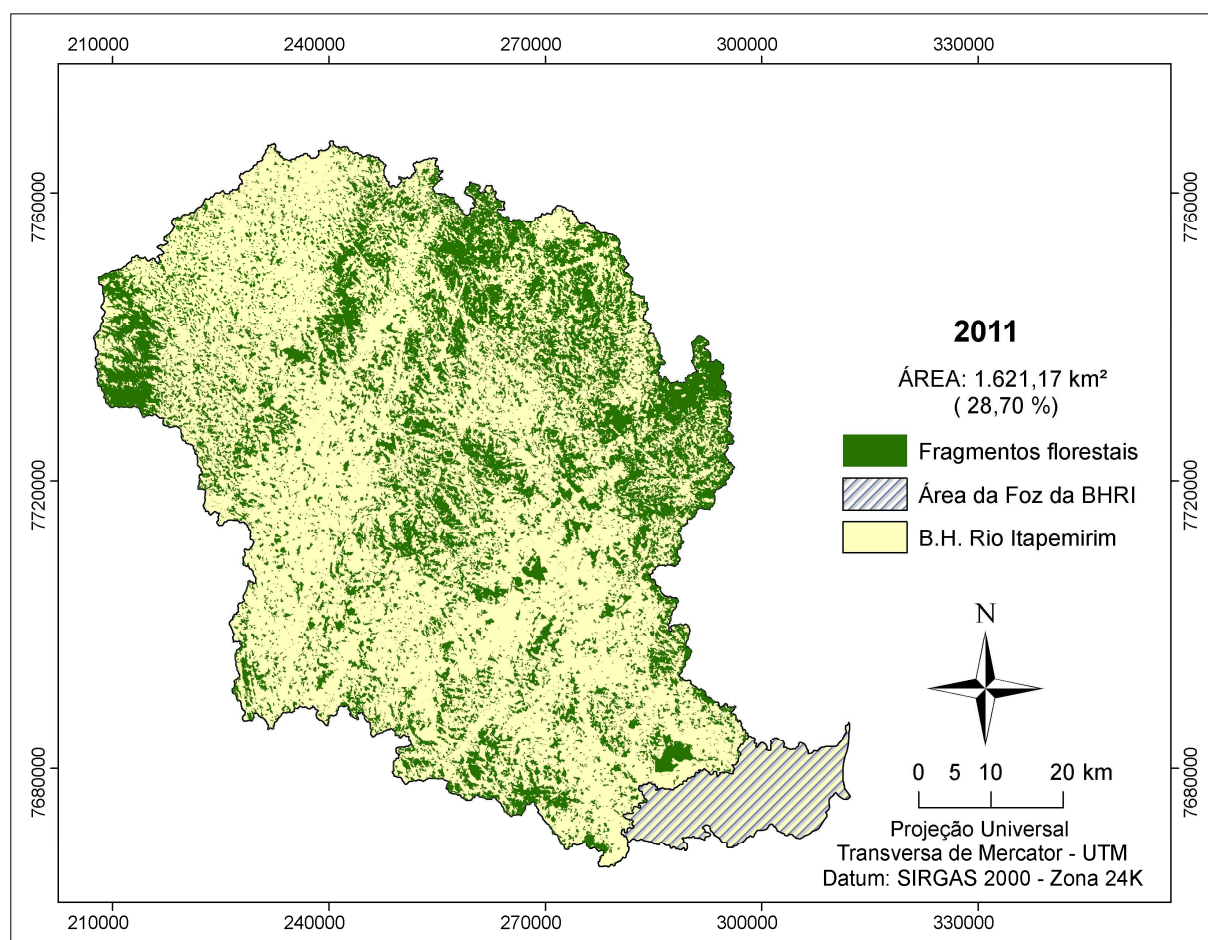 210000 240000 270000 300000 330000
7760000 7760000
2011
ÁREA: 1.621,17 km²
( 28,70 %)
Fragmentos florestais
7720000 7720000
Área da Foz da BHRI
B.H. Rio Itapemirim
N
7680000 7680000
0 5 10 20 km
Projeção Universal
Transversa de Mercator - UTM
Datum: SIRGAS 2000 - Zona 24K
210000 240000 270000 300000 330000